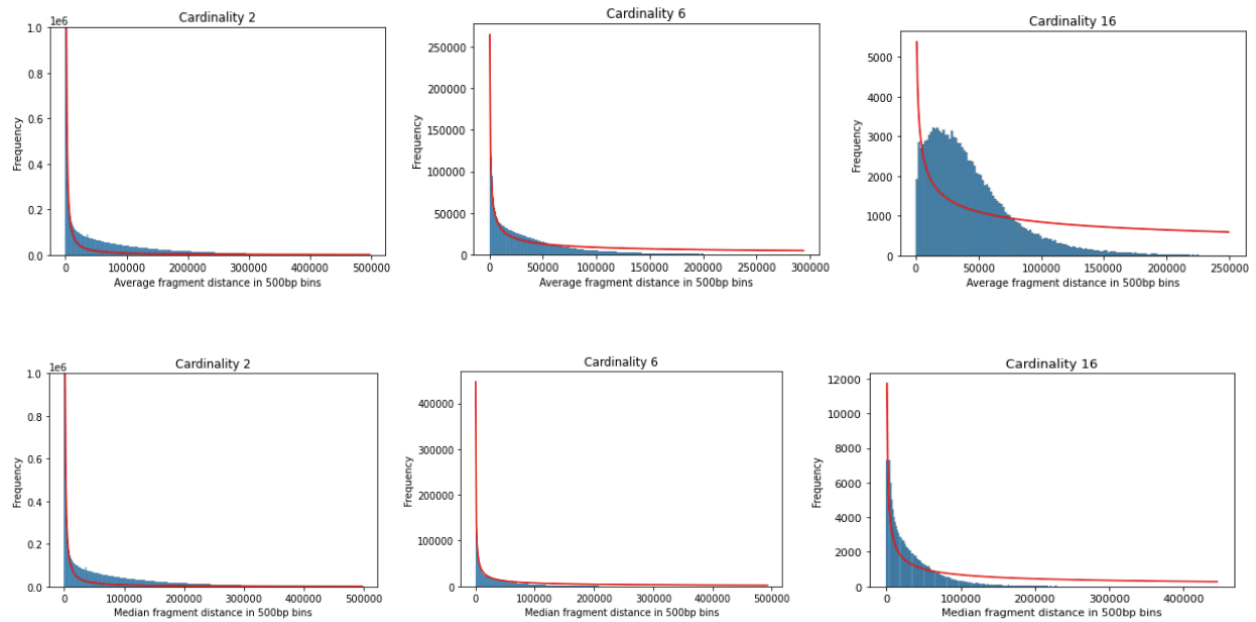 Cardinality 2
1e6
1.0
0.8
0.6
0.4
0.2
0.0
Frequency
0 100000 200000 300000 400000 500000
Average fragment distance in 500bp bins
Cardinality 6
250000
200000
150000
100000
50000
0
Frequency
0 50000 100000 150000 200000 250000 300000
Average fragment distance in 500bp bins
Cardinality 16
5000
4000
3000
2000
1000
0
Frequency
0 50000 100000 150000 200000 250000
Average fragment distance in 500bp bins
Cardinality 2
1e6
1.0
0.8
0.6
0.4
0.2
0.0
Frequency
0 100000 200000 300000 400000 500000
Median fragment distance in 500bp bins
Cardinality 6
400000
300000
200000
100000
0
Frequency
0 100000 200000 300000 400000 500000
Median fragment distance in 500bp bins
Cardinality 16
12000
10000
8000
6000
4000
2000
0
Frequency
0 100000 200000 300000 400000
Median fragment distance in 500bp bins